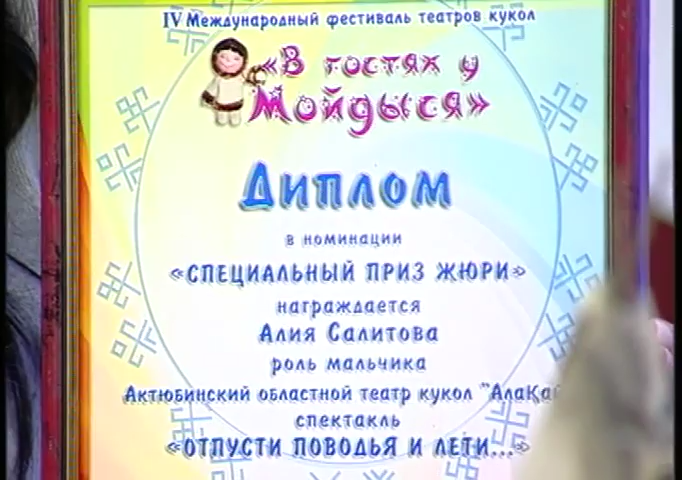 IV Международный фестиваль театров кукол
«В гостях у
Мойдыся»
Диплом
в номинации
«СПЕЦИАЛЬНЫЙ ПРИЗ ЖЮРИ»
награждается
Алия Салитова
роль мальчика
Актюбинский областной театр кукол
спектакль
«ОТПУСТИ ПОВОДЬЯ И ЛЕТИ...»